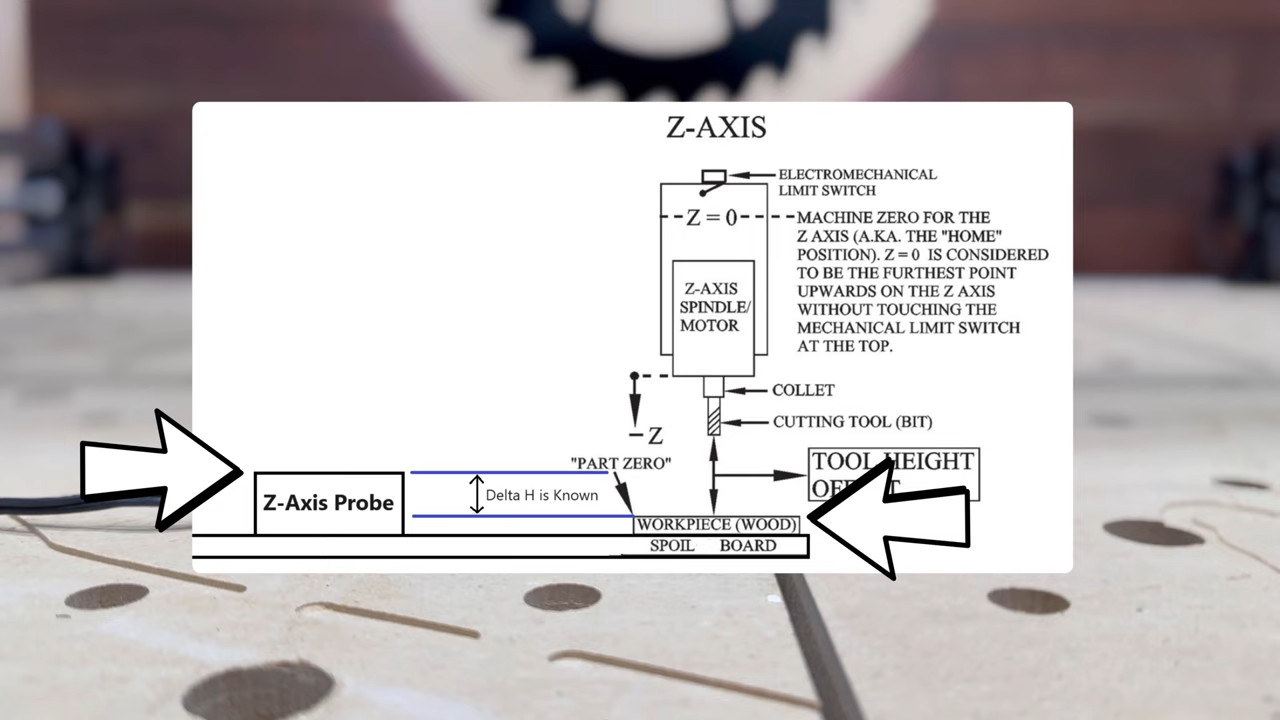 Z-AXIS
ELECTROMECHANICAL
LIMIT SWITCH
Z = 0
MACHINE ZERO FOR THE
Z AXIS (A.KA. THE "HOME"
POSITION). Z = 0 IS CONSIDERED
TO BE THE FURTHEST POINT
UPWARDS ON THE Z AXIS
WITHOUT TOUCHING THE
MECHANICAL LIMIT SWITCH
AT THE TOP.
Z-AXIS
SPINDLE/
MOTOR
COLLET
CUTTING TOOL (BIT)
– Z
"PART ZERO"
TOOL HEIGHT
Z-Axis Probe
Delta H is Known
WORKPIECE (WOOD)
SPOIL BOARD